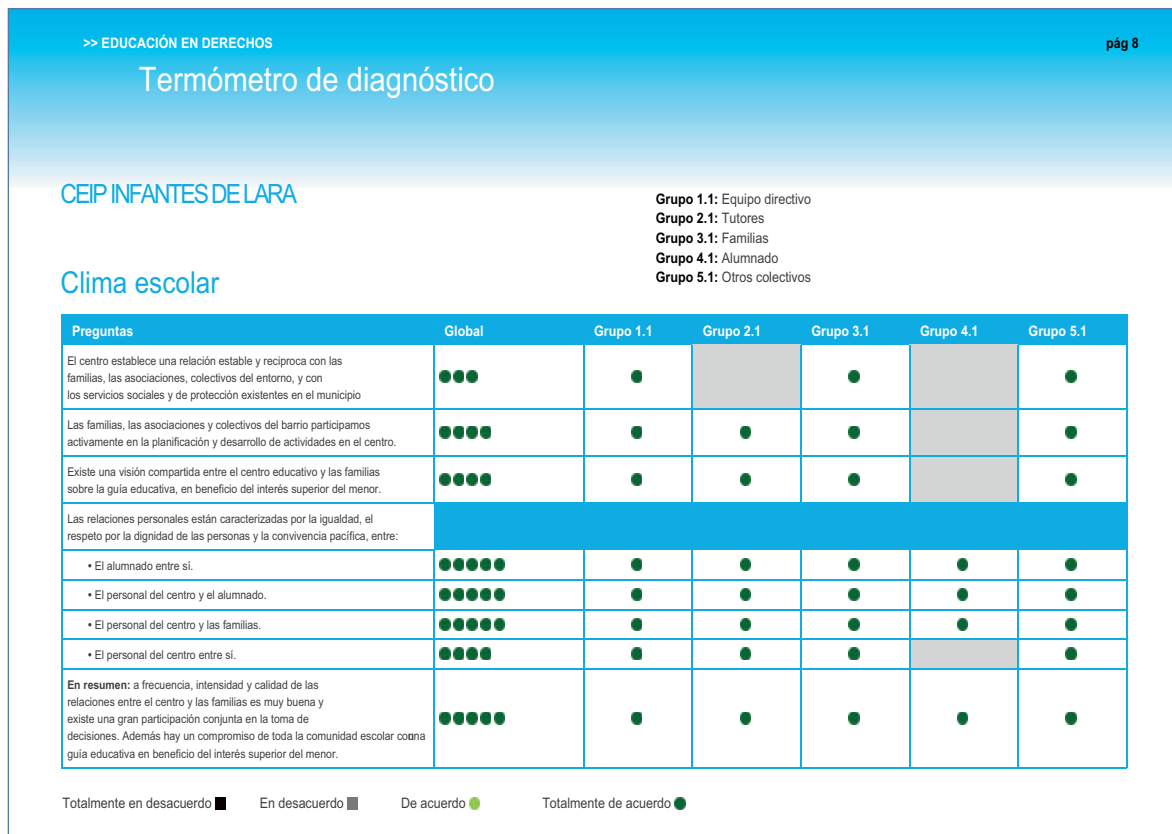 >> EDUCACIÓN EN DERECHOS
pág 8
Termómetro de diagnóstico
CEIP INFANTES DE LARA
Grupo 1.1: Equipo directivo
Grupo 2.1: Tutores
Grupo 3.1: Familias
Grupo 4.1: Alumnado
Grupo 5.1: Otros colectivos
Clima escolar
Preguntas Global Grupo 1.1 Grupo 2.1 Grupo 3.1 Grupo 4.1 Grupo 5.1
El centro establece una relación estable y reciproca con las
familias, las asociaciones, colectivos del entorno, y con
los servicios sociales y de protección existentes en el municipio
Las familias, las asociaciones y colectivos del barrio participamos
activamente en la planificación y desarrollo de actividades en el centro.
Existe una visión compartida entre el centro educativo y las familias
sobre la guía educativa, en beneficio del interés superior del menor.
Las relaciones personales están caracterizadas por la igualdad, el
respeto por la dignidad de las personas y la convivencia pacífica, entre:
• El alumnado entre sí.
• El personal del centro y el alumnado.
• El personal del centro y las familias.
• El personal del centro entre sí.
En resumen: a frecuencia, intensidad y calidad de las
relaciones entre el centro y las familias es muy buena y
existe una gran participación conjunta en la toma de
decisiones. Además hay un compromiso de toda la comunidad escolar con una
guía educativa en beneficio del interés superior del menor.
Totalmente en desacuerdo En desacuerdo De acuerdo Totalmente de acuerdo